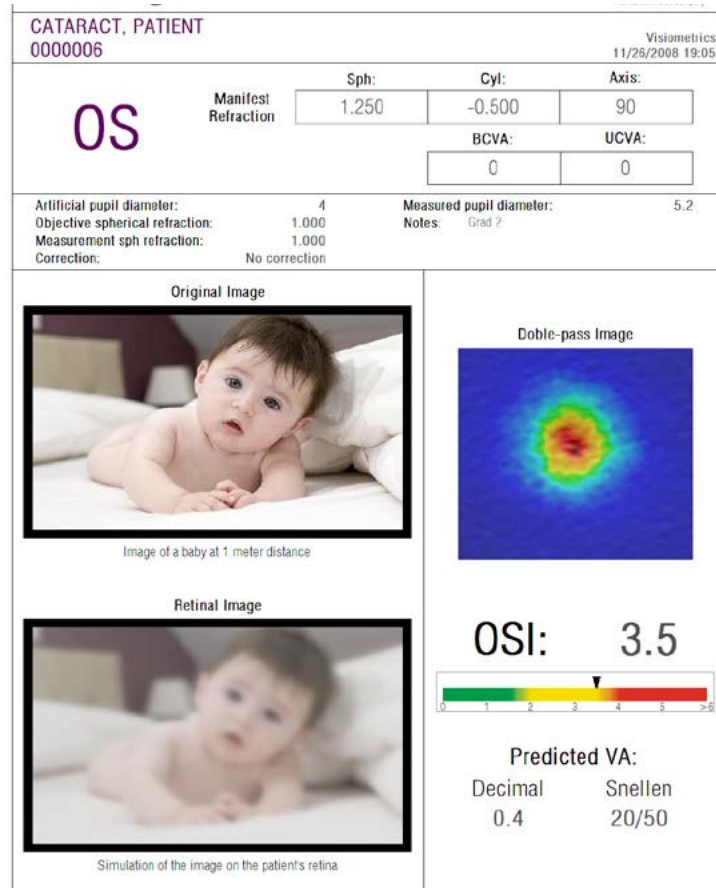 CATARACT, PATIENT
0000006
Visiometrics
11/26/2008 19:05
OS
Manifest Refraction
Sph: Cyl: Axis:
1.250 -0.500 90
BCVA: UCVA:
0 0
Artificial pupil diameter: 4
Objective spherical refraction: 1.000
Measurement sph refraction: 1.000
Correction: No correction
Measured pupil diameter: 5.2
Notes: Grad 2
Original Image
Image of a baby at 1 meter distance
Retinal Image
Simulation of the image on the patient's retina
Doble-pass Image
OSI: 3.5
0 1 2 3 4 5 >6
Predicted VA:
Decimal Snellen
0.4 20/50